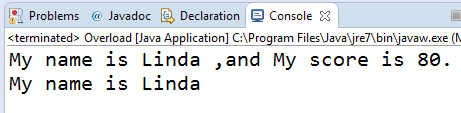 Problems @ Javadoc Declaration Console
<terminated> Overload [Java Application] C:\Program Files\Java\jre7\bin\javaw.exe (M
My name is Linda ,and My score is 80.
My name is Linda